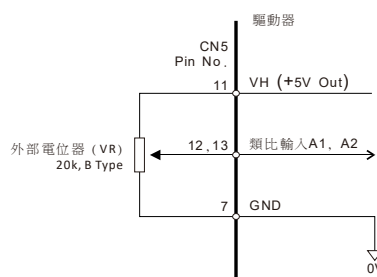 驅動器
CN5
Pin No.
11 VH (+5V Out)
外部電位器 (VR)
20k, B Type
12,13 類比輸入A1, A2
7 GND
0V